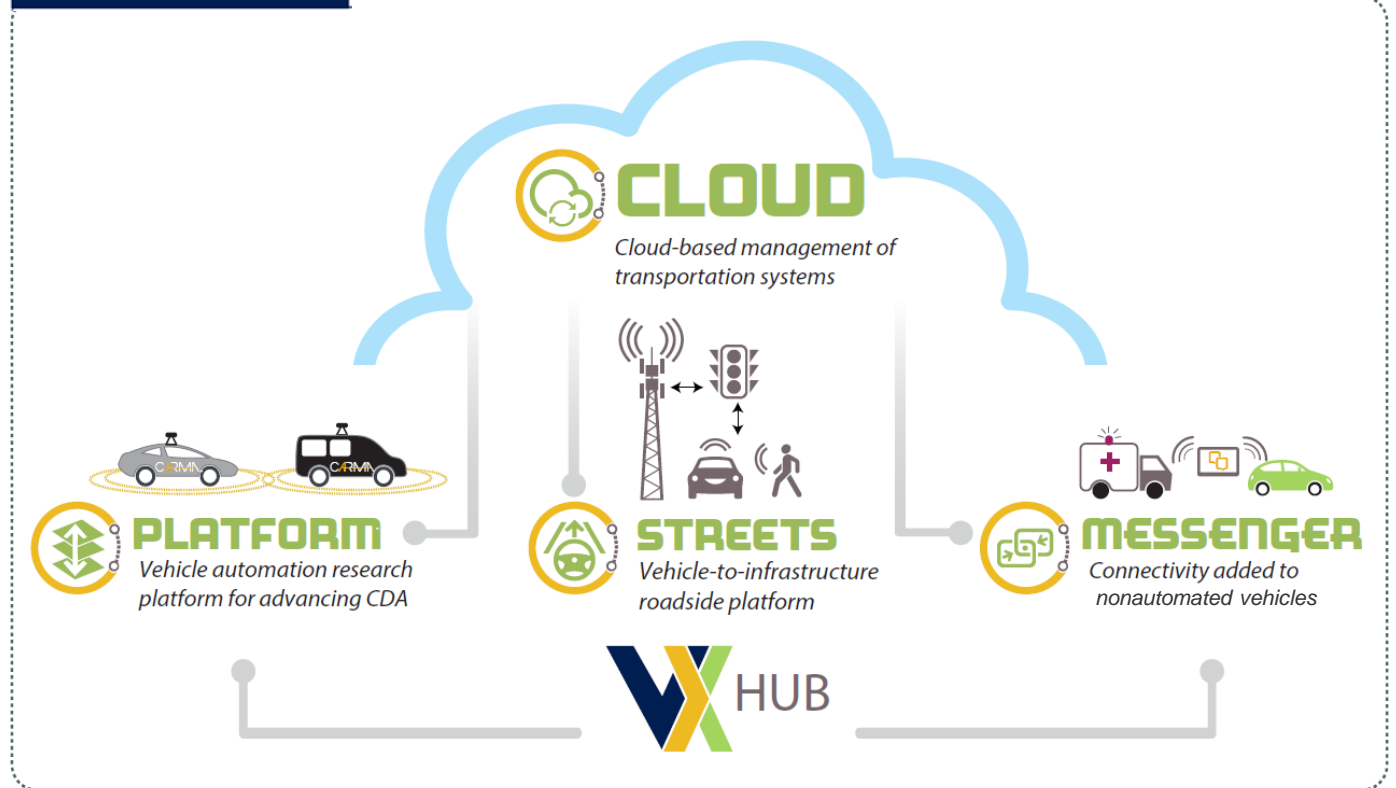 CLOUD
Cloud-based management of
transportation systems
CARMA
CARMA
PLATFORM
Vehicle automation research
platform for advancing CDA
STREETS
Vehicle-to-infrastructure
roadside platform
MESSENGER
Connectivity added to
nonautomated vehicles
VX HUB